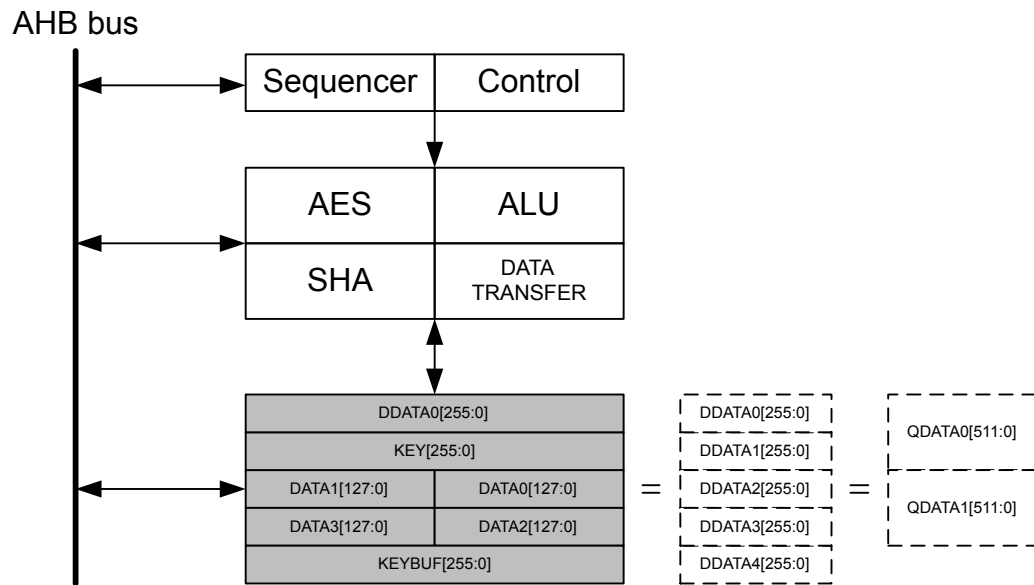 AHB bus
Sequencer Control
AES ALU
SHA DATA
TRANSFER
DDATA0[255:0]
KEY[255:0]
DATA1[127:0] DATA0[127:0]
DATA3[127:0] DATA2[127:0]
KEYBUF[255:0]
=
DDATA0[255:0]
DDATA1[255:0]
DDATA2[255:0]
DDATA3[255:0]
DDATA4[255:0]
=
QDATA0[511:0]
QDATA1[511:0]